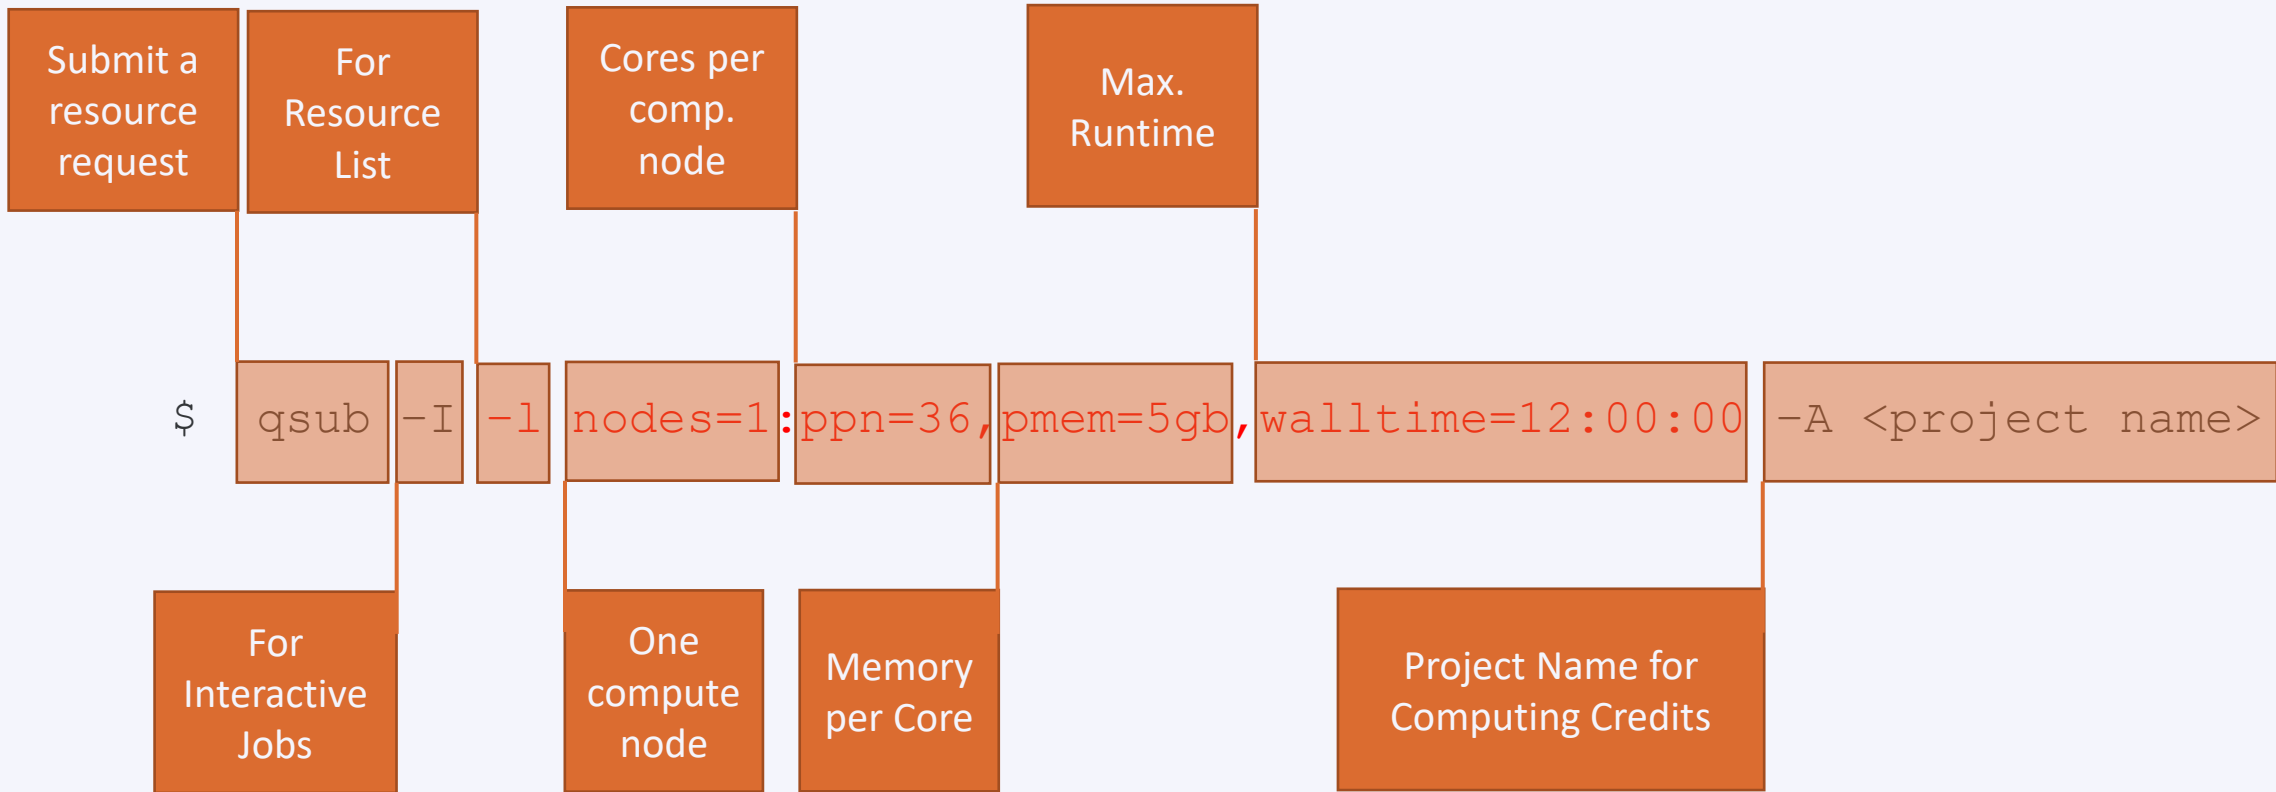 Submit a
resource
request
For
Resource
List
Cores per
comp.
node
Max.
Runtime
$ qsub -I -l nodes=1:ppn=36,pmem=5gb,walltime=12:00:00 -A <project name>
For
Interactive
Jobs
One
compute
node
Memory
per Core
Project Name for
Computing Credits